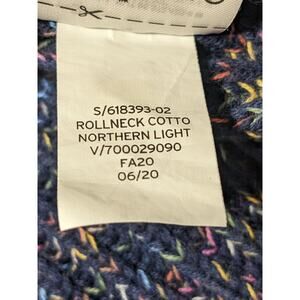 S/618393-02
ROLLNECK COTTO
NORTHERN LIGHT
V/700029090
FA20
06/20